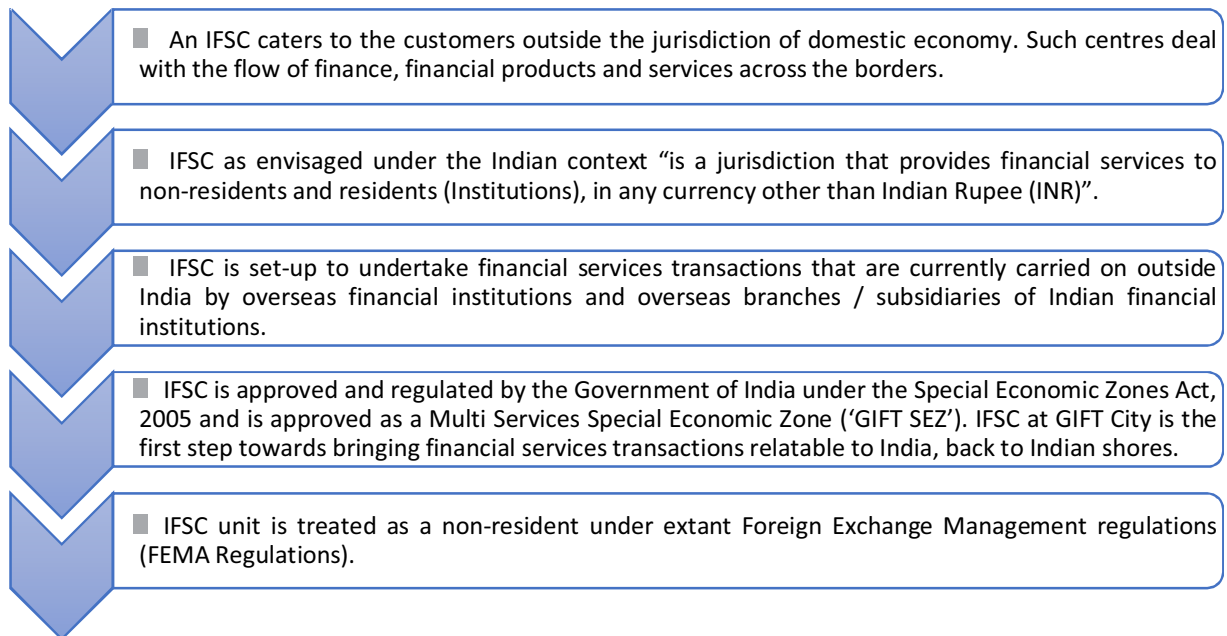 ■ An IFSC caters to the customers outside the jurisdiction of domestic economy. Such centres deal
with the flow of finance, financial products and services across the borders.
■ IFSC as envisaged under the Indian context “is a jurisdiction that provides financial services to
non-residents and residents (Institutions), in any currency other than Indian Rupee (INR)”.
■ IFSC is set-up to undertake financial services transactions that are currently carried on outside
India by overseas financial institutions and overseas branches / subsidiaries of Indian financial
institutions.
■ IFSC is approved and regulated by the Government of India under the Special Economic Zones Act,
2005 and is approved as a Multi Services Special Economic Zone (‘GIFT SEZ’). IFSC at GIFT City is the
first step towards bringing financial services transactions relatable to India, back to Indian shores.
■ IFSC unit is treated as a non-resident under extant Foreign Exchange Management regulations
(FEMA Regulations).